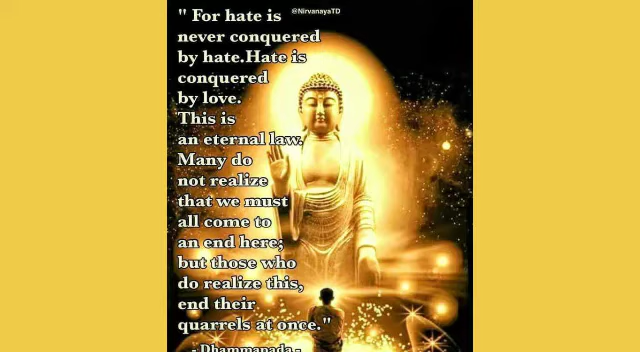 " For hate is
@NirvanayaTD
never conquered
by hate.Hate is
conquered
by love.
This is
an eternal law.
Many do
not realize
that we must
all come to
an end here;
but those who
do realize this,
end their
quarrels at once."
- Dhammapada -